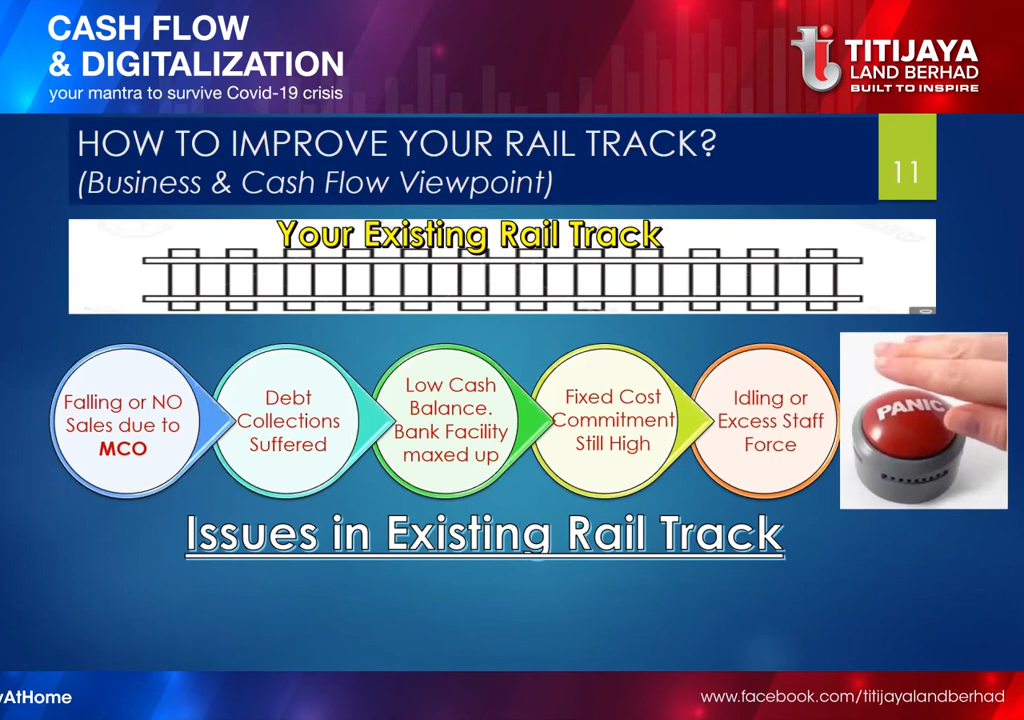 CASH FLOW
& DIGITALIZATION
your mantra to survive Covid-19 crisis
TITIJAYA
LAND BERHAD
BUILT TO INSPIRE
HOW TO IMPROVE YOUR RAIL TRACK?
(Business & Cash Flow Viewpoint)
11
Your Existing Rail Track
Falling or NO
Sales due to
MCO
Debt
Collections
Suffered
Low Cash
Balance.
Bank Facility
maxed up
Fixed Cost
Commitment
Still High
Idling or
Excess Staff
Force
PANIC
Issues in Existing Rail Track
yAtHome
www.facebook.com/titijayalandberhad